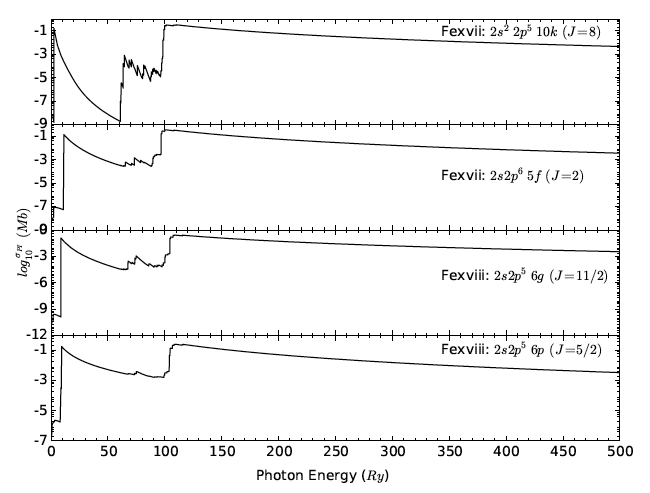 -1
Fexvii: 2s² 2p⁵ 10k (J=8)
-3
-5
-7
-9
-1
-3
Fexvii: 2s2p⁶ 5f (J=2)
-5
-7
-9
0
log₁₀ σ_PI (Mb)
-3
Fexviii: 2s2p⁵ 6g (J=11/2)
-6
-9
-12
-1
Fexviii: 2s2p⁵ 6p (J=5/2)
-3
-5
-7
0 50 100 150 200 250 300 350 400 450 500
Photon Energy (Ry)